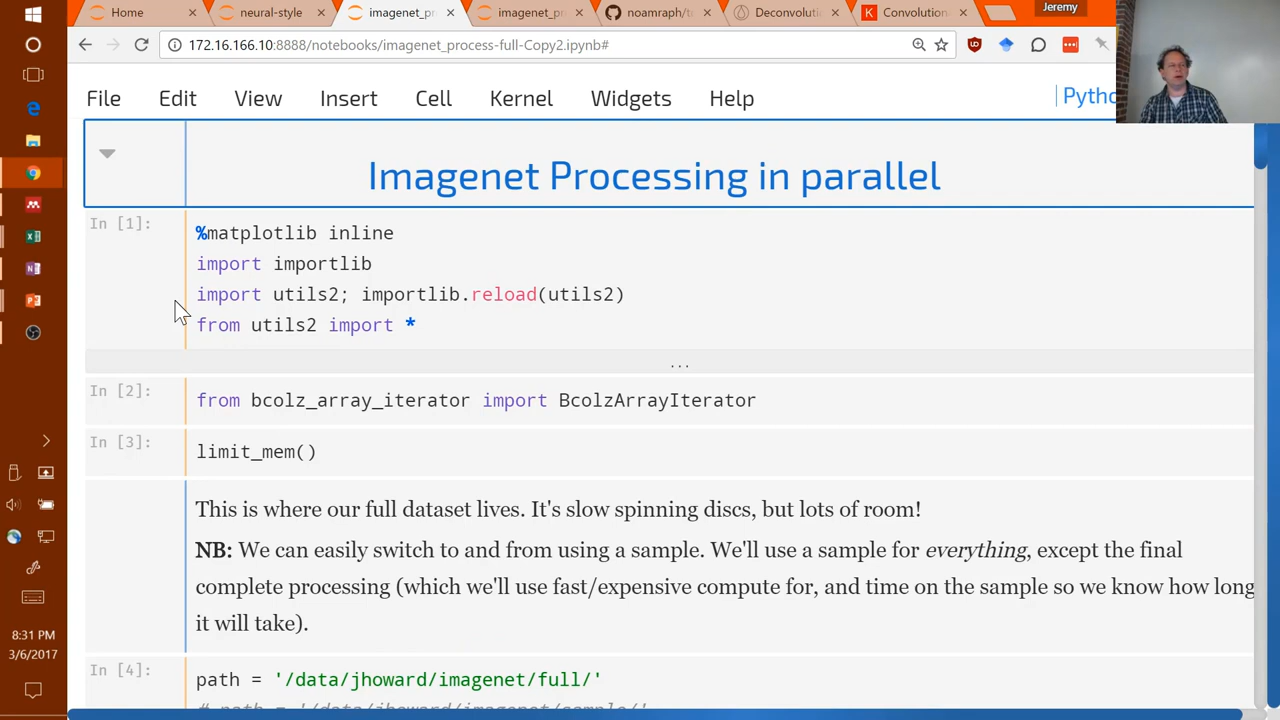 Home
neural-style
imagenet_pr
imagenet_pr
noamraph/t
Deconvolutio
Convolution
Jeremy
172.16.166.10:8888/notebooks/imagenet_process-full-Copy2.ipynb#
File Edit View Insert Cell Kernel Widgets Help
Pytho
Imagenet Processing in parallel
In [1]:
%matplotlib inline
import importlib
import utils2; importlib.reload(utils2)
from utils2 import *
...
In [2]:
from bcolz_array_iterator import BcolzArrayIterator
In [3]:
limit_mem()
This is where our full dataset lives. It's slow spinning discs, but lots of room!
NB: We can easily switch to and from using a sample. We'll use a sample for everything, except the final
complete processing (which we'll use fast/expensive compute for, and time on the sample so we know how long
it will take).
In [4]:
path = '/data/jhoward/imagenet/full/'
# path = '/data/jhoward/imagenet/sample/'
8:31 PM
3/6/2017